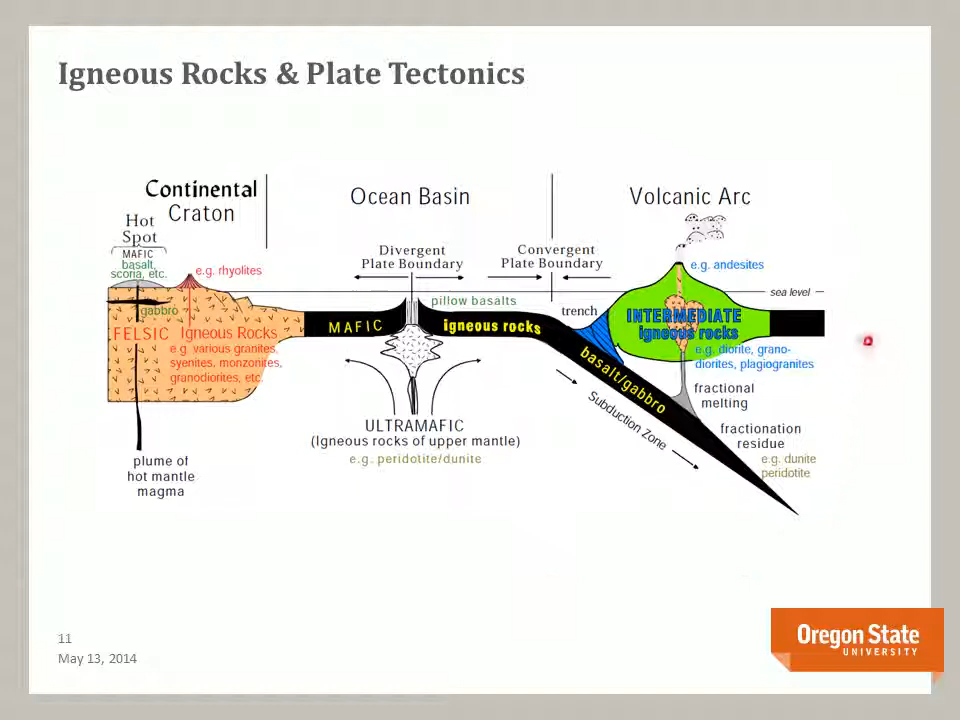 Igneous Rocks & Plate Tectonics
Continental
Craton
Ocean Basin
Volcanic Arc
Hot
Spot
MAFIC
basalt,
scoria, etc.
e.g. rhyolites
Divergent
Plate Boundary
Convergent
Plate Boundary
e.g. andesites
sea level
gabbro
pillow basalts
trench
FELSIC Igneous Rocks
e.g. various granites,
syenites, monzonites,
granodiorites, etc.
MAFIC igneous rocks
INTERMEDIATE
igneous rocks
e.g. diorite, grano-
diorites, plagiogranites
basalt/gabbro
Subduction Zone
fractional
melting
ULTRAMAFIC
(Igneous rocks of upper mantle)
e.g. peridotite/dunite
fractionation
residue
e.g. dunite
peridotite
plume of
hot mantle
magma
11
May 13, 2014
Oregon State
UNIVERSITY